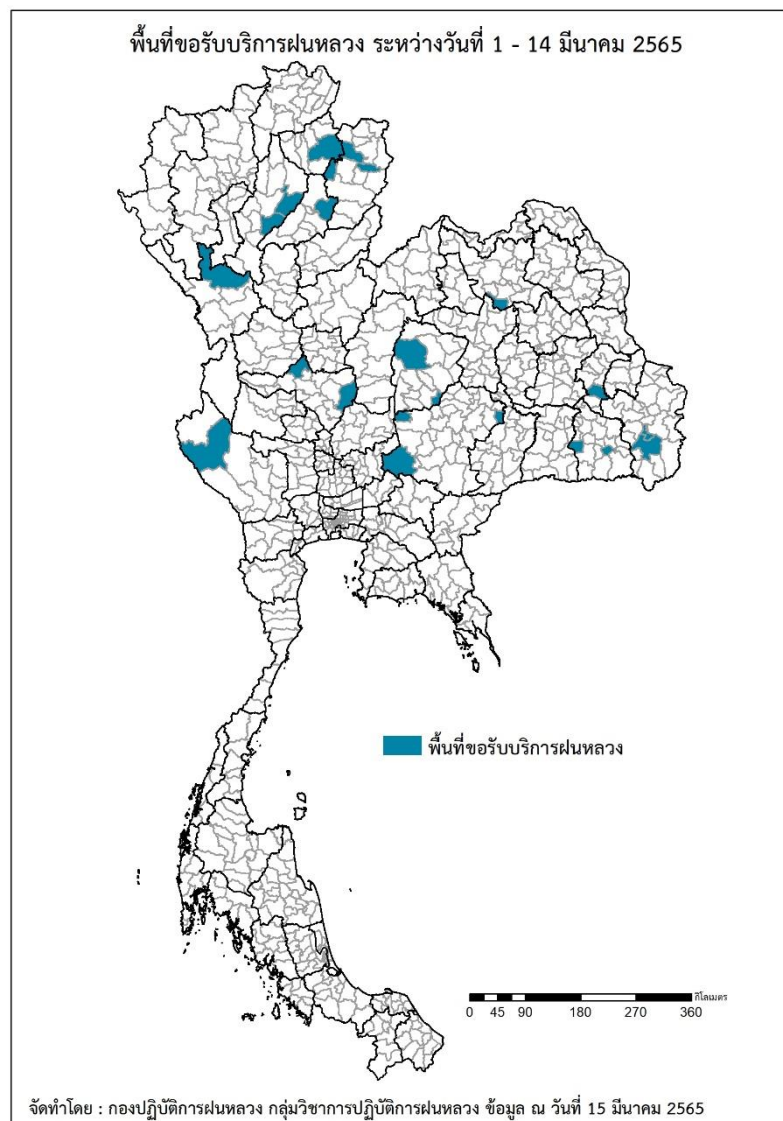 พื้นที่ขอรับบริการฝนหลวง ระหว่างวันที่ 1 - 14 มีนาคม 2565
พื้นที่ขอรับบริการฝนหลวง
กิโลเมตร
0 45 90 180 270 360
จัดทำโดย : กองปฏิบัติการฝนหลวง กลุ่มวิชาการปฏิบัติการฝนหลวง ข้อมูล ณ วันที่ 15 มีนาคม 2565